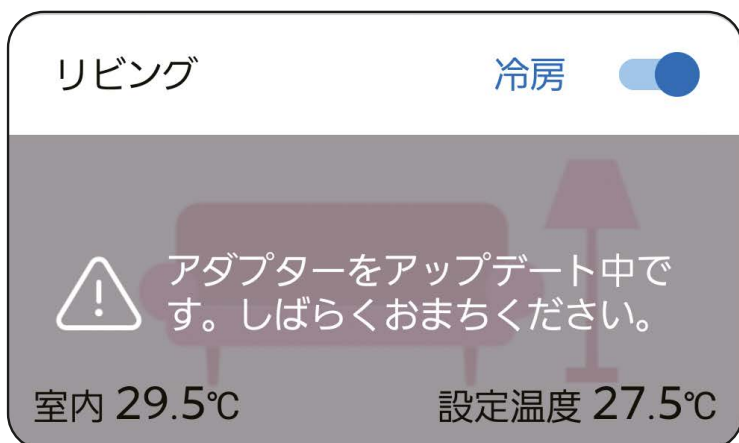 リビング 冷房
アダプターをアップデート中で
す。しばらくおまちください。
室内 29.5℃ 設定温度 27.5℃